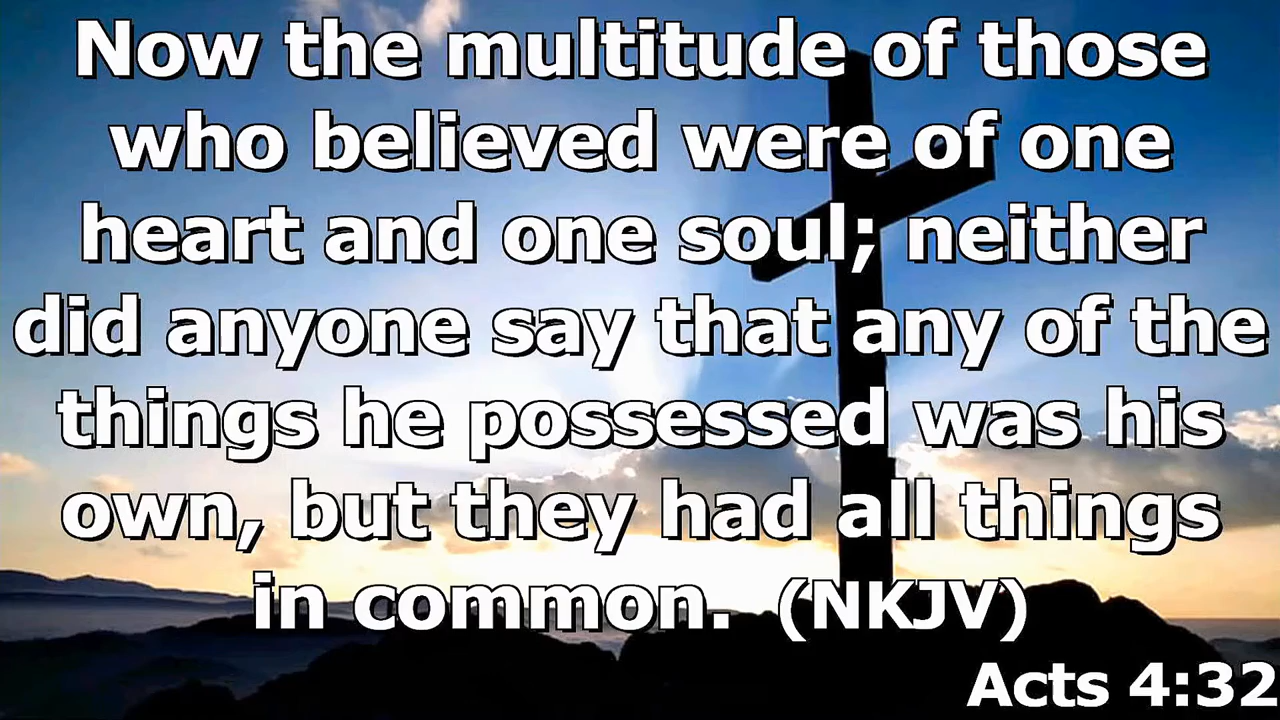 Now the multitude of those
who believed were of one
heart and one soul; neither
did anyone say that any of the
things he possessed was his
own, but they had all things
in common. (NKJV)
Acts 4:32